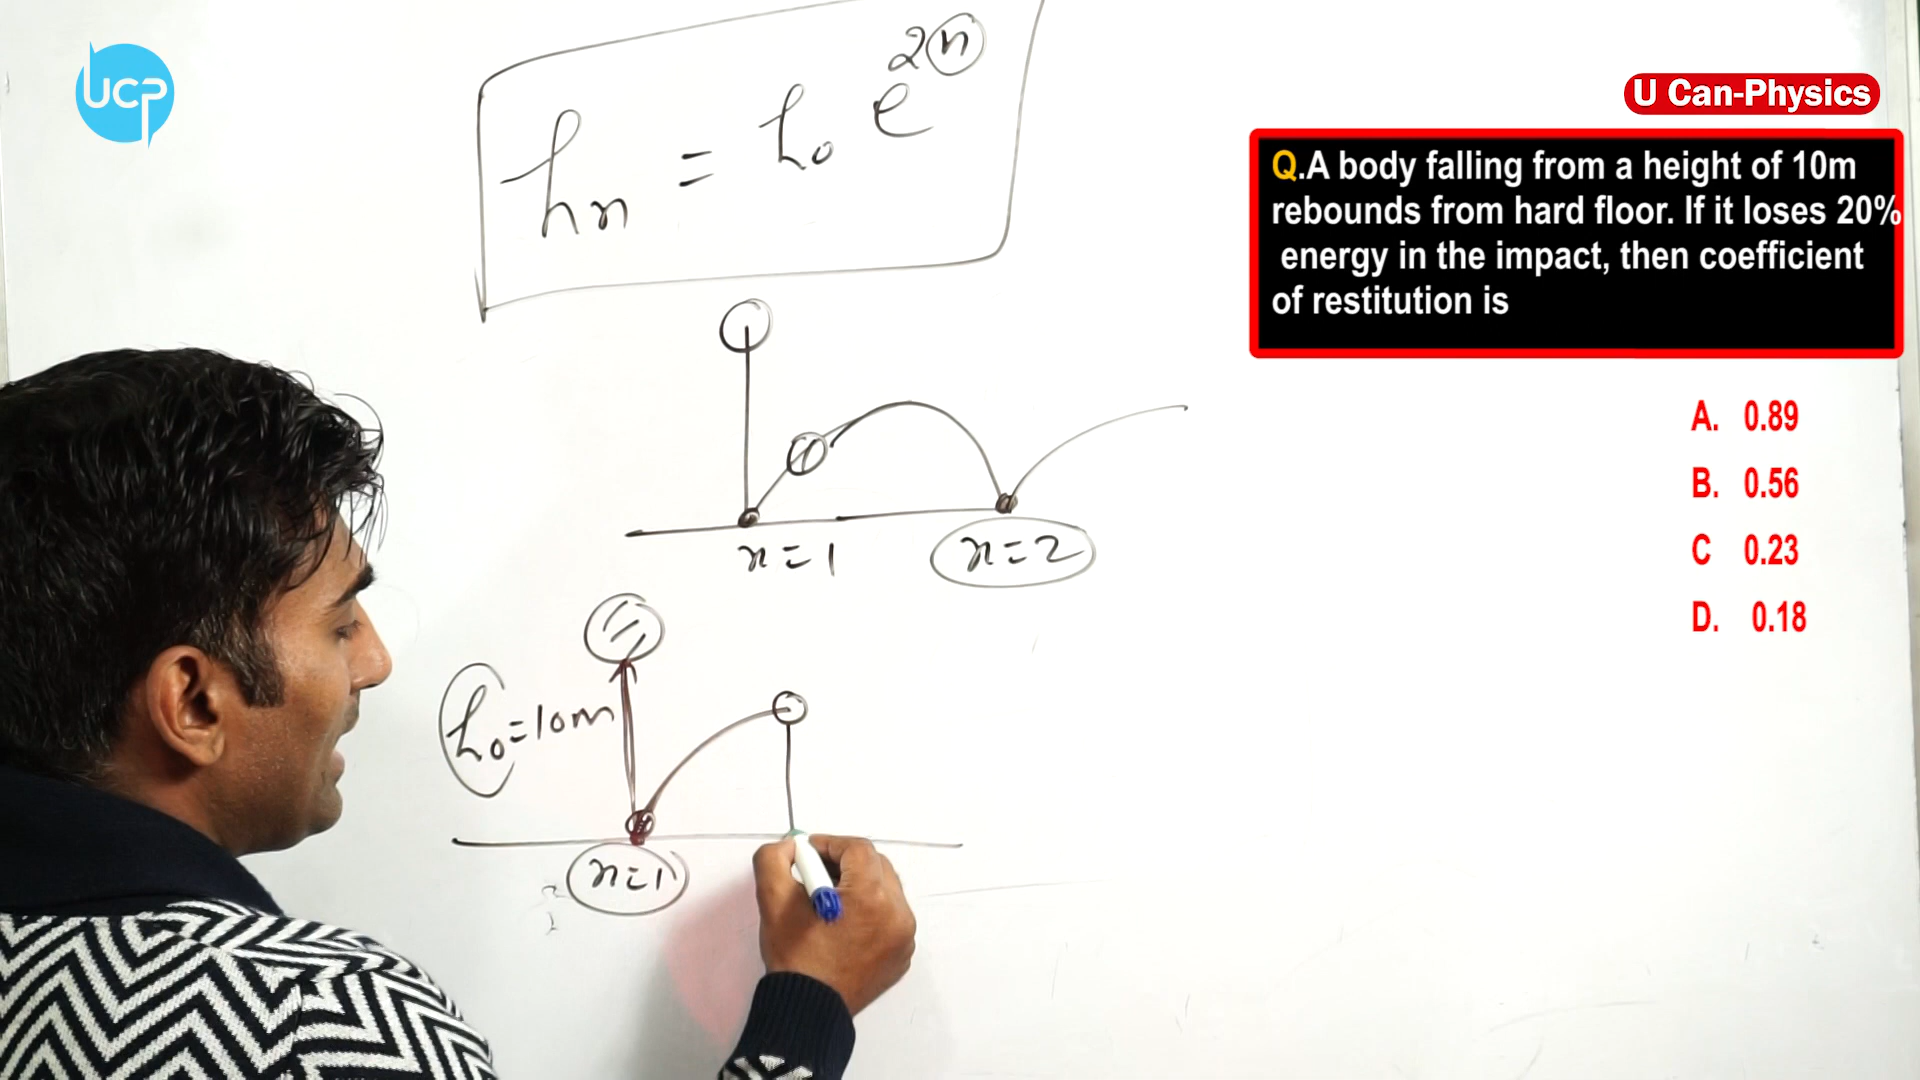 UCP
hn = h₀ e²ⁿ
U Can-Physics
Q.A body falling from a height of 10m
rebounds from hard floor. If it loses 20%
energy in the impact, then coefficient
of restitution is
A. 0.89
B. 0.56
C 0.23
D. 0.18
n=1
n=2
h₀=10m
n=1